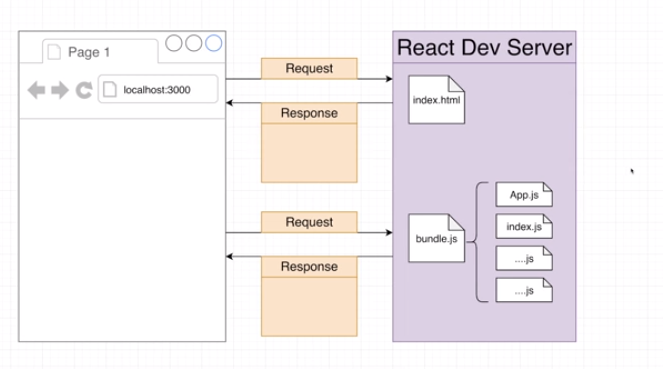 Page 1
localhost:3000
Request
Response
Request
Response
React Dev Server
index.html
bundle.js
App.js
index.js
....js
....js